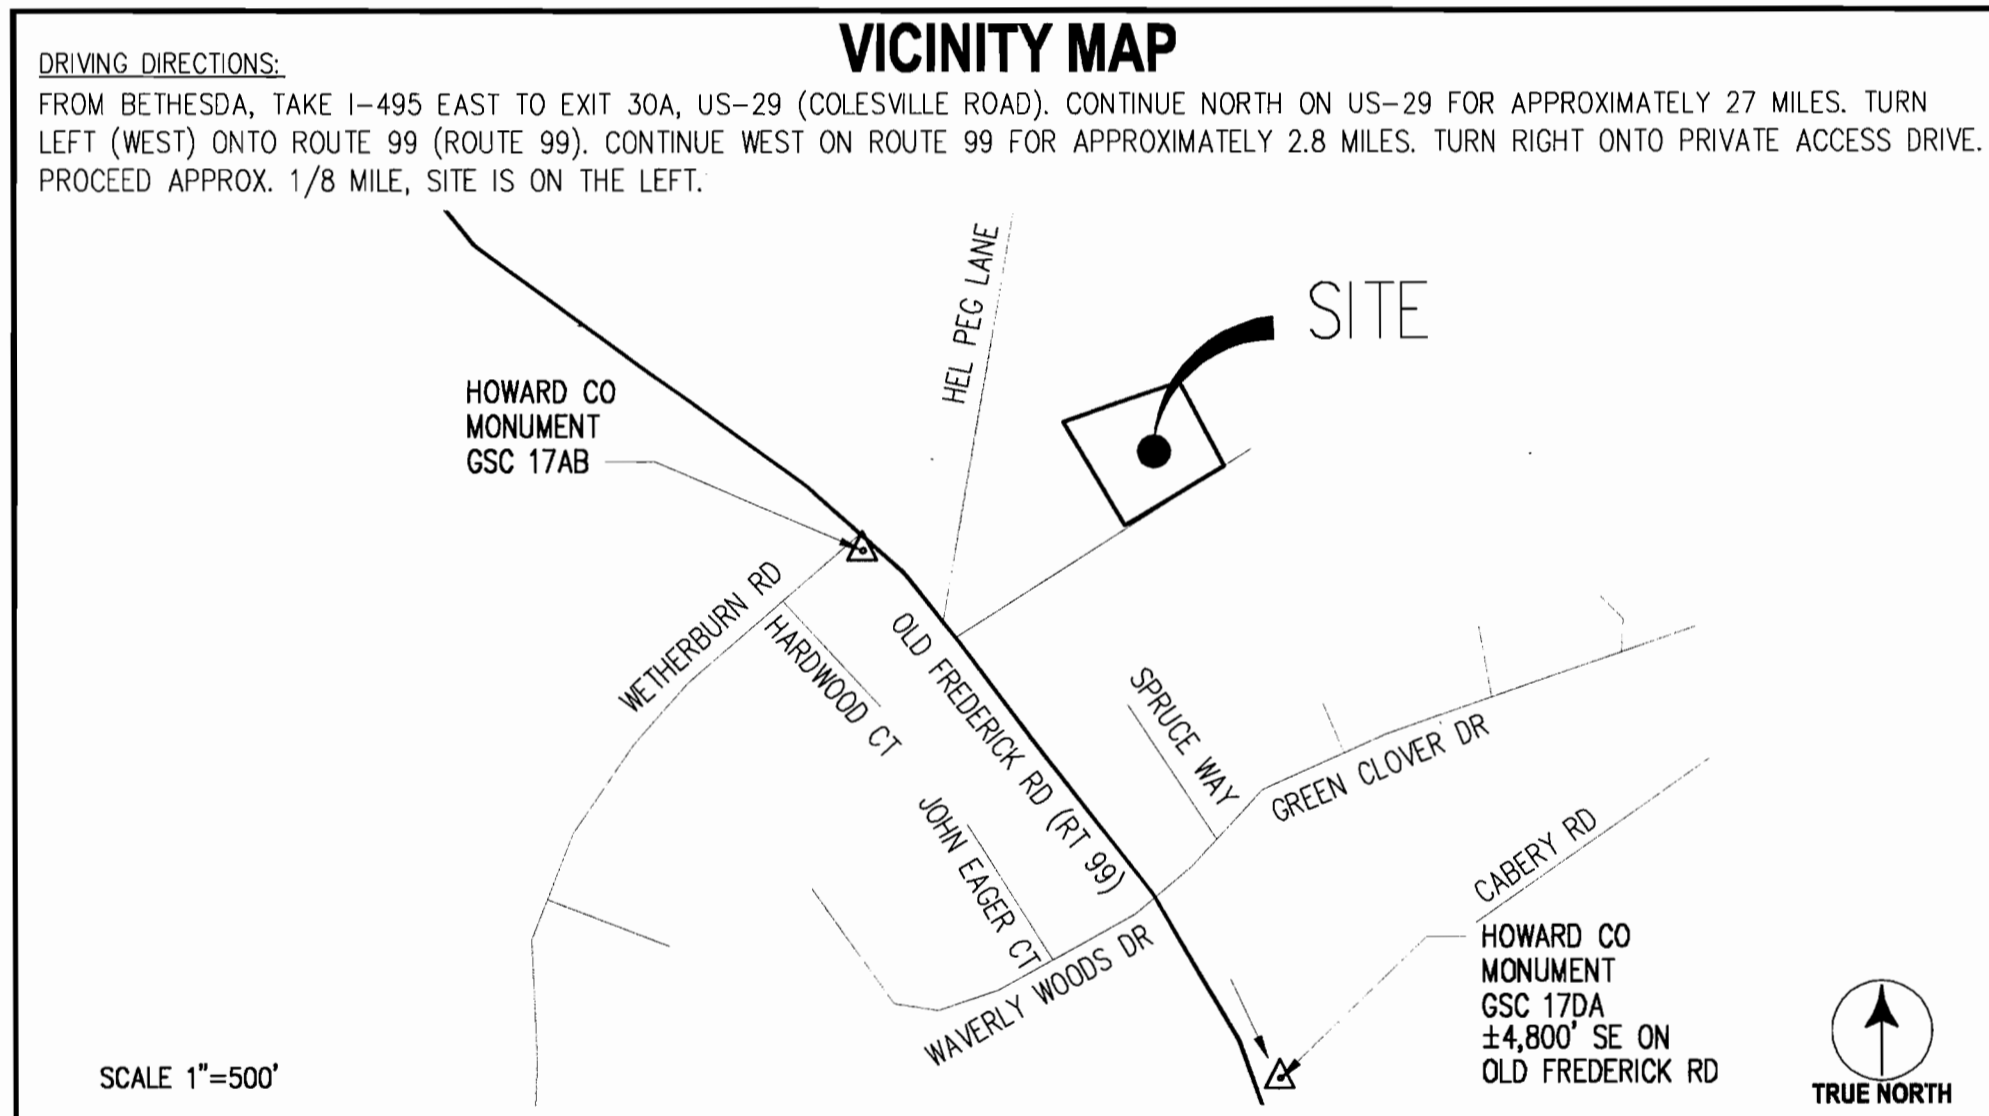 VICINITY MAP
DRIVING DIRECTIONS:
FROM BETHESDA, TAKE I-495 EAST TO EXIT 30A, US-29 (COLESVILLE ROAD). CONTINUE NORTH ON US-29 FOR APPROXIMATELY 27 MILES. TURN
LEFT (WEST) ONTO ROUTE 99 (ROUTE 99). CONTINUE WEST ON ROUTE 99 FOR APPROXIMATELY 2.8 MILES. TURN RIGHT ONTO PRIVATE ACCESS DRIVE.
PROCEED APPROX. 1/8 MILE, SITE IS ON THE LEFT.
HEL PEG LANE
SITE
HOWARD CO
MONUMENT
GSC 17AB
WETHERBURN RD
HARDWOOD CT
OLD FREDERICK RD (RT 99)
SPRUCE WAY
GREEN CLOVER DR
JOHN EAGER CT
CABERY RD
WAVERLY WOODS DR
HOWARD CO
MONUMENT
GSC 17DA
±4,800' SE ON
OLD FREDERICK RD
SCALE 1"=500'
TRUE NORTH